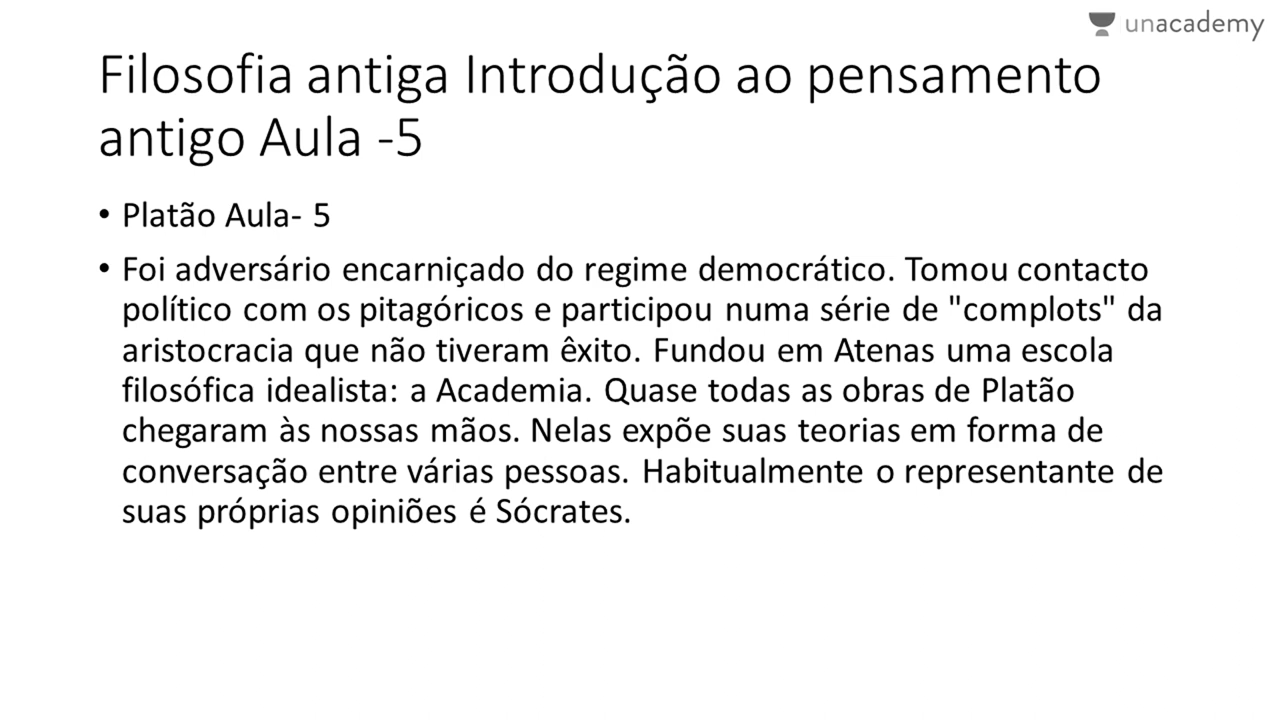 unacademy
Filosofia antiga Introdução ao pensamento
antigo Aula -5
• Platão Aula- 5
• Foi adversário encarniçado do regime democrático. Tomou contacto
político com os pitagóricos e participou numa série de "complots" da
aristocracia que não tiveram êxito. Fundou em Atenas uma escola
filosófica idealista: a Academia. Quase todas as obras de Platão
chegaram às nossas mãos. Nelas expõe suas teorias em forma de
conversação entre várias pessoas. Habitualmente o representante de
suas próprias opiniões é Sócrates.